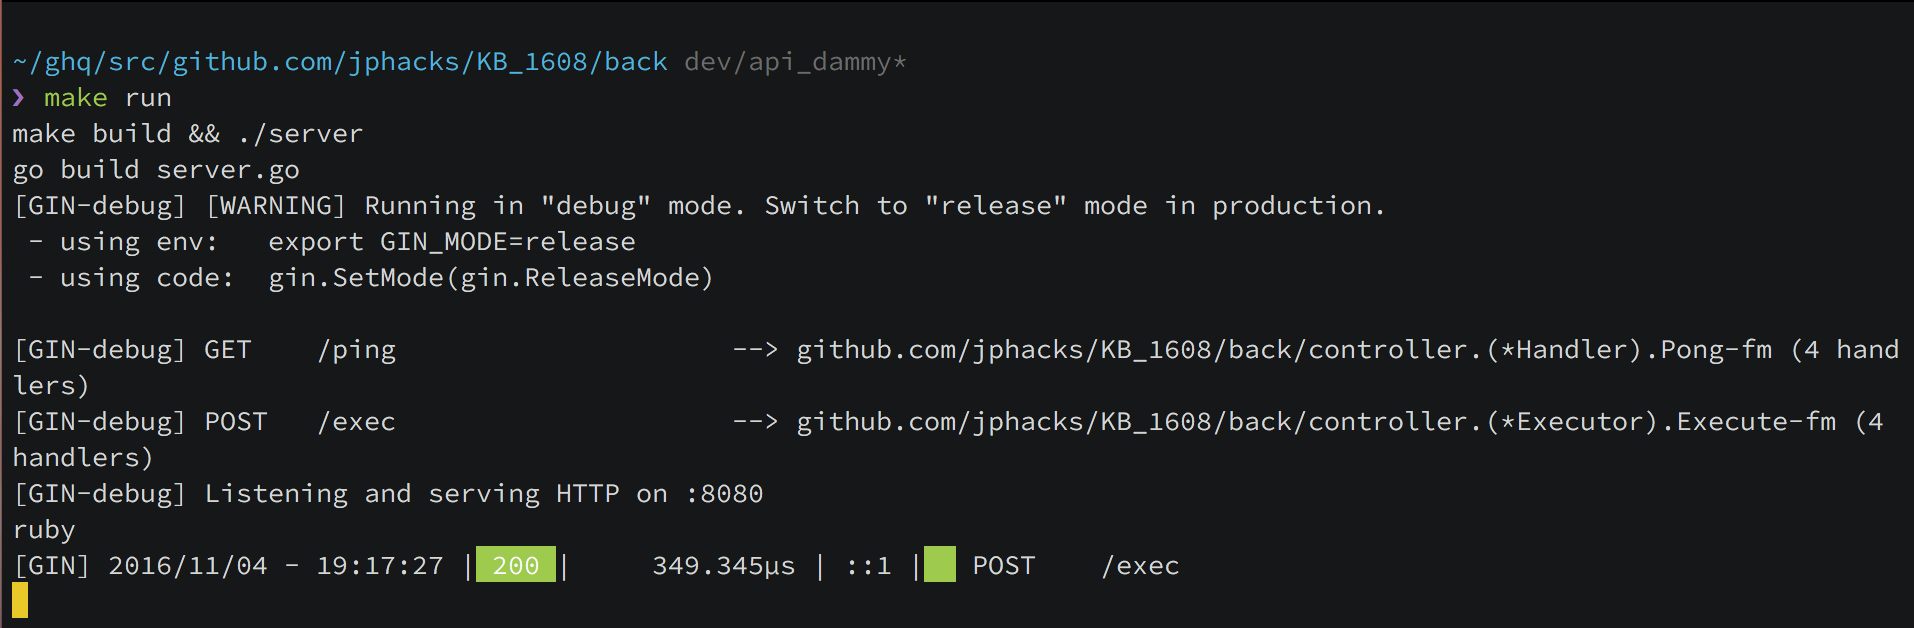 ~/ghq/src/github.com/jphacks/KB_1608/back dev/api_dammy*
❯ make run
make build && ./server
go build server.go
[GIN-debug] [WARNING] Running in "debug" mode. Switch to "release" mode in production.
 - using env:   export GIN_MODE=release
 - using code:  gin.SetMode(gin.ReleaseMode)

[GIN-debug] GET    /ping                     --> github.com/jphacks/KB_1608/back/controller.(*Handler).Pong-fm (4 hand
lers)
[GIN-debug] POST   /exec                     --> github.com/jphacks/KB_1608/back/controller.(*Executor).Execute-fm (4
handlers)
[GIN-debug] Listening and serving HTTP on :8080
ruby
[GIN] 2016/11/04 - 19:17:27 | 200 |     349.345µs | ::1 |   POST    /exec